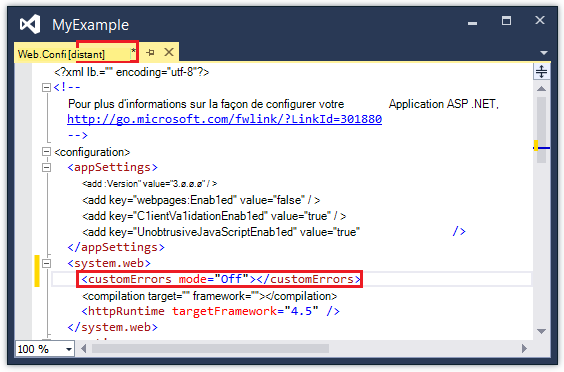 MyExample
Web.Confi [distant] *
<?xml lb.="" encoding="utf-8"?>
<!--
Pour plus d'informations sur la façon de configurer votre Application ASP .NET,
http://go.microsoft.com/fwlink/?LinkId=301880
-->
<configuration>
<appSettings>
<add :Version" value="3.ø.ø.ø" / >
<add key="webpages:Enab1ed" value="false" / >
<add key="C1ientVa1idationEnab1ed" value="true" / >
<add key="UnobtrusiveJavaScriptEnab1ed" value="true" />
</appSettings>
<system.web>
<customErrors mode="Off"></customErrors>
<compilation target="" framework=""></compilation>
<httpRuntime targetFramework="4.5" />
</system.web>
100 %